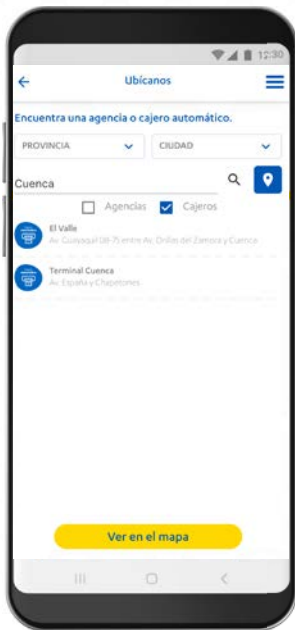 12:30
Ubícanos
Encuentra una agencia o cajero automático.
PROVINCIA CIUDAD
Cuenca
Agencias Cajeros
El Valle
Av. Guayaquil 08-75 entre Av. Orillas del Zamora y Cuenca
Terminal Cuenca
Av. España y Chapetones
Ver en el mapa